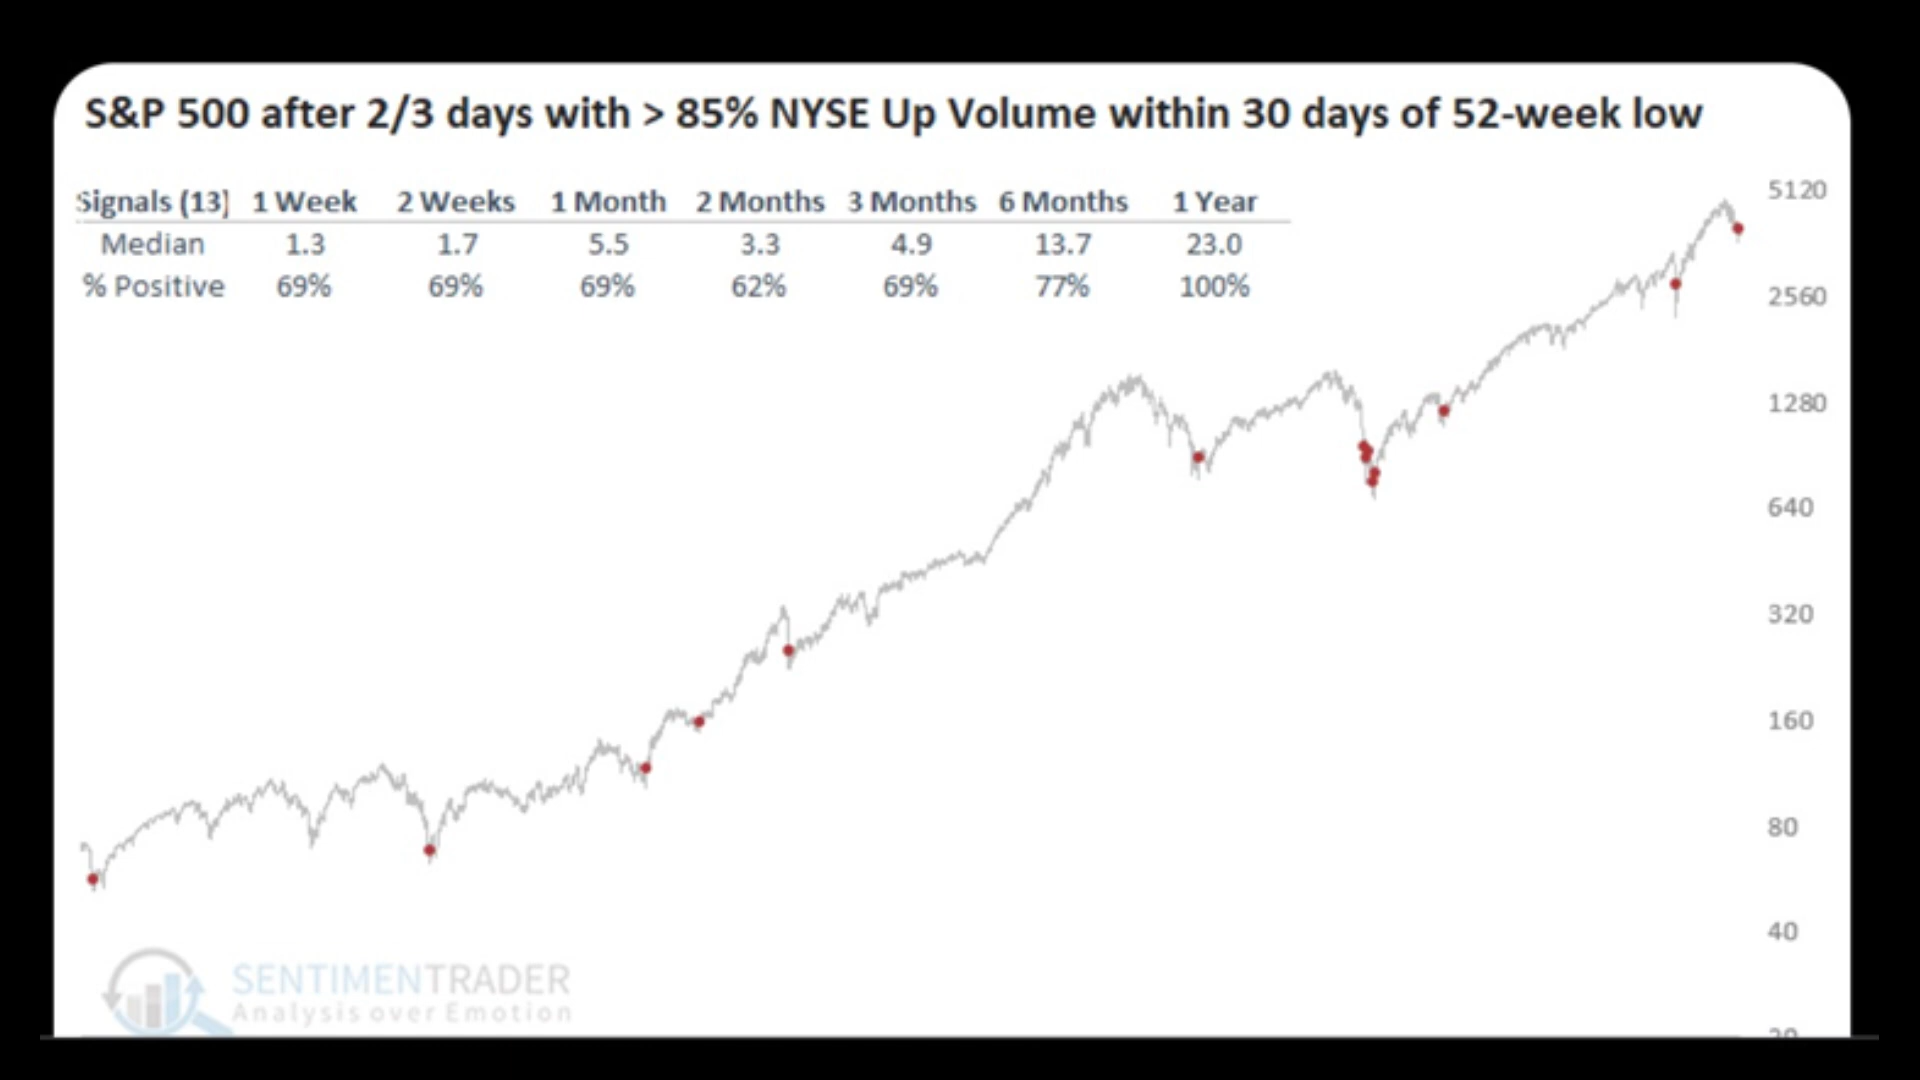 S&P 500 after 2/3 days with > 85% NYSE Up Volume within 30 days of 52-week low
Signals (13) 1 Week 2 Weeks 1 Month 2 Months 3 Months 6 Months 1 Year
Median 1.3 1.7 5.5 3.3 4.9 13.7 23.0
% Positive 69% 69% 69% 62% 69% 77% 100%
5120
2560
1280
640
320
160
80
40
SENTIMENTRADER
Analysis over Emotion